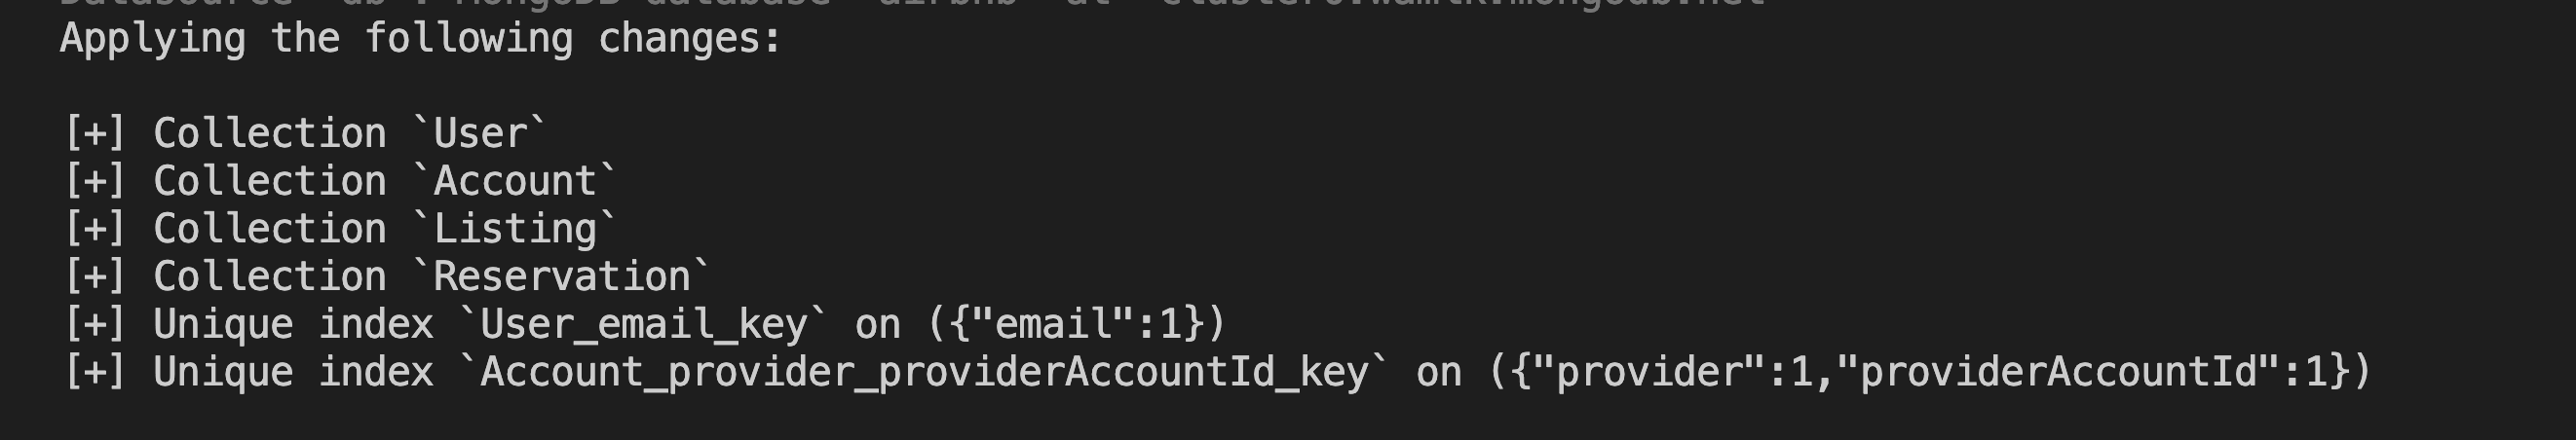 Applying the following changes:
[+] Collection `User`
[+] Collection `Account`
[+] Collection `Listing`
[+] Collection `Reservation`
[+] Unique index `User_email_key` on ({"email":1})
[+] Unique index `Account_provider_providerAccountId_key` on ({"provider":1,"providerAccountId":1})